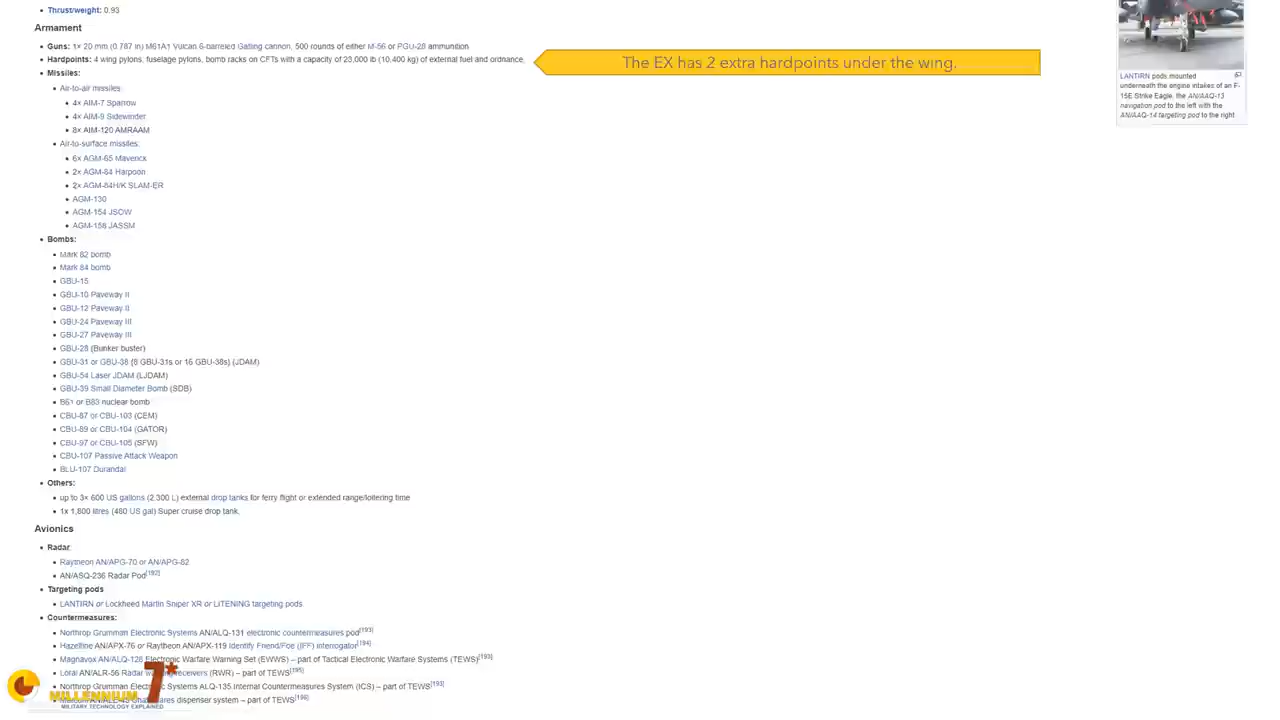 Thrust/weight: 0.93
Armament
Guns: 1× 20 mm (0.787 in) M61A1 Vulcan 6-barreled Gatling cannon, 500 rounds of either M-56 or PGU-28 ammunition
Hardpoints: 4 wing pylons, fuselage pylons, bomb racks on CFTs with a capacity of 23,000 lb (10,400 kg) of external fuel and ordnance,
The EX has 2 extra hardpoints under the wing.
Missiles:
Air-to-air missiles:
4× AIM-7 Sparrow
4× AIM-9 Sidewinder
8× AIM-120 AMRAAM
Air-to-surface missiles:
6× AGM-65 Maverick
2× AGM-84 Harpoon
2× AGM-84H/K SLAM-ER
AGM-130
AGM-154 JSOW
AGM-158 JASSM
Bombs:
Mark 82 bomb
Mark 84 bomb
GBU-15
GBU-10 Paveway II
GBU-12 Paveway II
GBU-24 Paveway III
GBU-27 Paveway III
GBU-28 (Bunker buster)
GBU-31 or GBU-38 (8 GBU-31s or 16 GBU-38s) (JDAM)
GBU-54 Laser JDAM (LJDAM)
GBU-39 Small Diameter Bomb (SDB)
B61 or B83 nuclear bomb
CBU-87 or CBU-103 (CEM)
CBU-89 or CBU-104 (GATOR)
CBU-97 or CBU-105 (SFW)
CBU-107 Passive Attack Weapon
BLU-107 Durandal
Others:
up to 3× 600 US gallons (2,300 L) external drop tanks for ferry flight or extended range/loitering time
1x 1,800 litres (480 US gal) Super cruise drop tank.
Avionics
Radar:
Raytheon AN/APG-70 or AN/APG-82
AN/ASQ-236 Radar Pod[192]
Targeting pods
LANTIRN or Lockheed Martin Sniper XR or LITENING targeting pods
Countermeasures:
Northrop Grumman Electronic Systems AN/ALQ-131 electronic countermeasures pod[193]
Hazeltine AN/APX-76 or Raytheon AN/APX-119 Identify Friend/Foe (IFF) interrogator[194]
Magnavox AN/ALQ-128 Electronic Warfare Warning Set (EWWS) – part of Tactical Electronic Warfare Systems (TEWS)[193]
Loral AN/ALR-56 Radar warning receivers (RWR) – part of TEWS[195]
Northrop Grumman Electronic Systems ALQ-135 Internal Countermeasures System (ICS) – part of TEWS[193]
dispenser system – part of TEWS[196]
MILLENNIUM 7*
MILITARY TECHNOLOGY EXPLAINED
LANTIRN pods mounted
underneath the engine intakes of an F-
15E Strike Eagle, the AN/AAQ-13
navigation pod to the left with the
AN/AAQ-14 targeting pod to the right